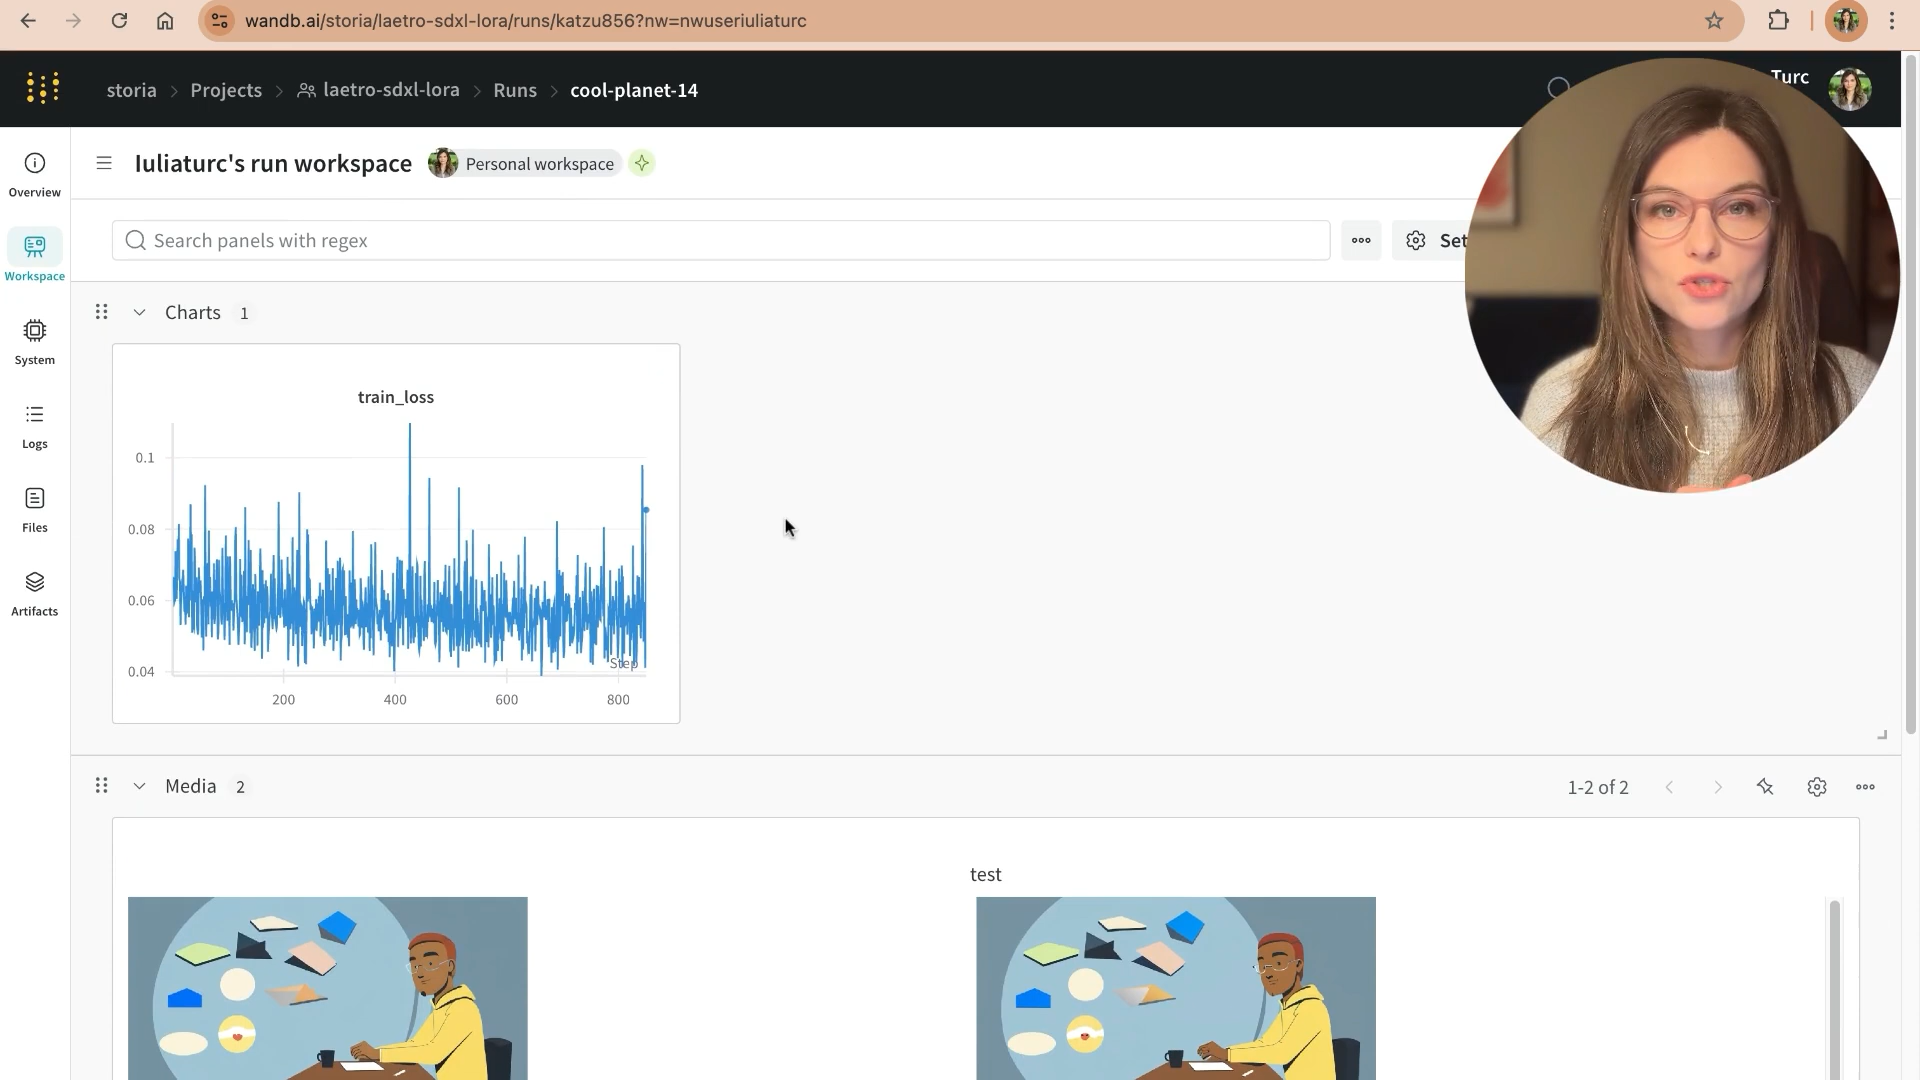 wandb.ai/storia/laetro-sdxl-lora/runs/katzu856?nw=nwuseriuliaturc
storia > Projects > laetro-sdxl-lora > Runs > cool-planet-14
Turc
Iuliaturc's run workspace
Personal workspace
Search panels with regex
Set
Overview
Workspace
System
Logs
Files
Artifacts
Charts 1
train_loss
0.1
0.08
0.06
0.04
Step
200 400 600 800
Media 2
1-2 of 2
test